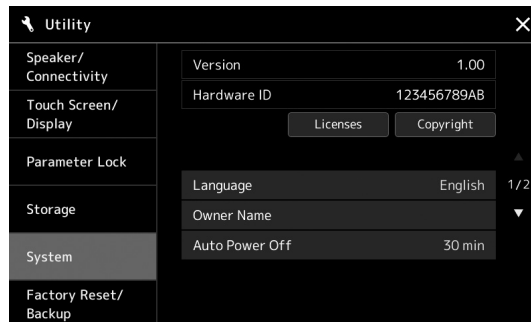 Utility
Speaker/
Connectivity
Touch Screen/
Display
Parameter Lock
Storage
System
Factory Reset/
Backup
Version 1.00
Hardware ID 123456789AB
Licenses Copyright
Language English
Owner Name
Auto Power Off 30 min
1/2